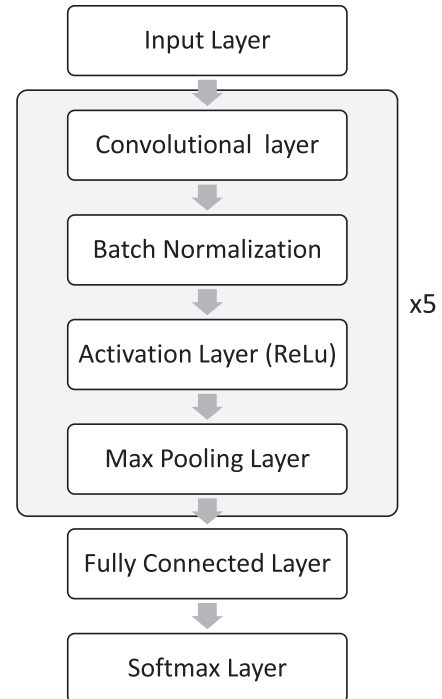 Input Layer
Convolutional layer
Batch Normalization
x5
Activation Layer (ReLu)
Max Pooling Layer
Fully Connected Layer
Softmax Layer